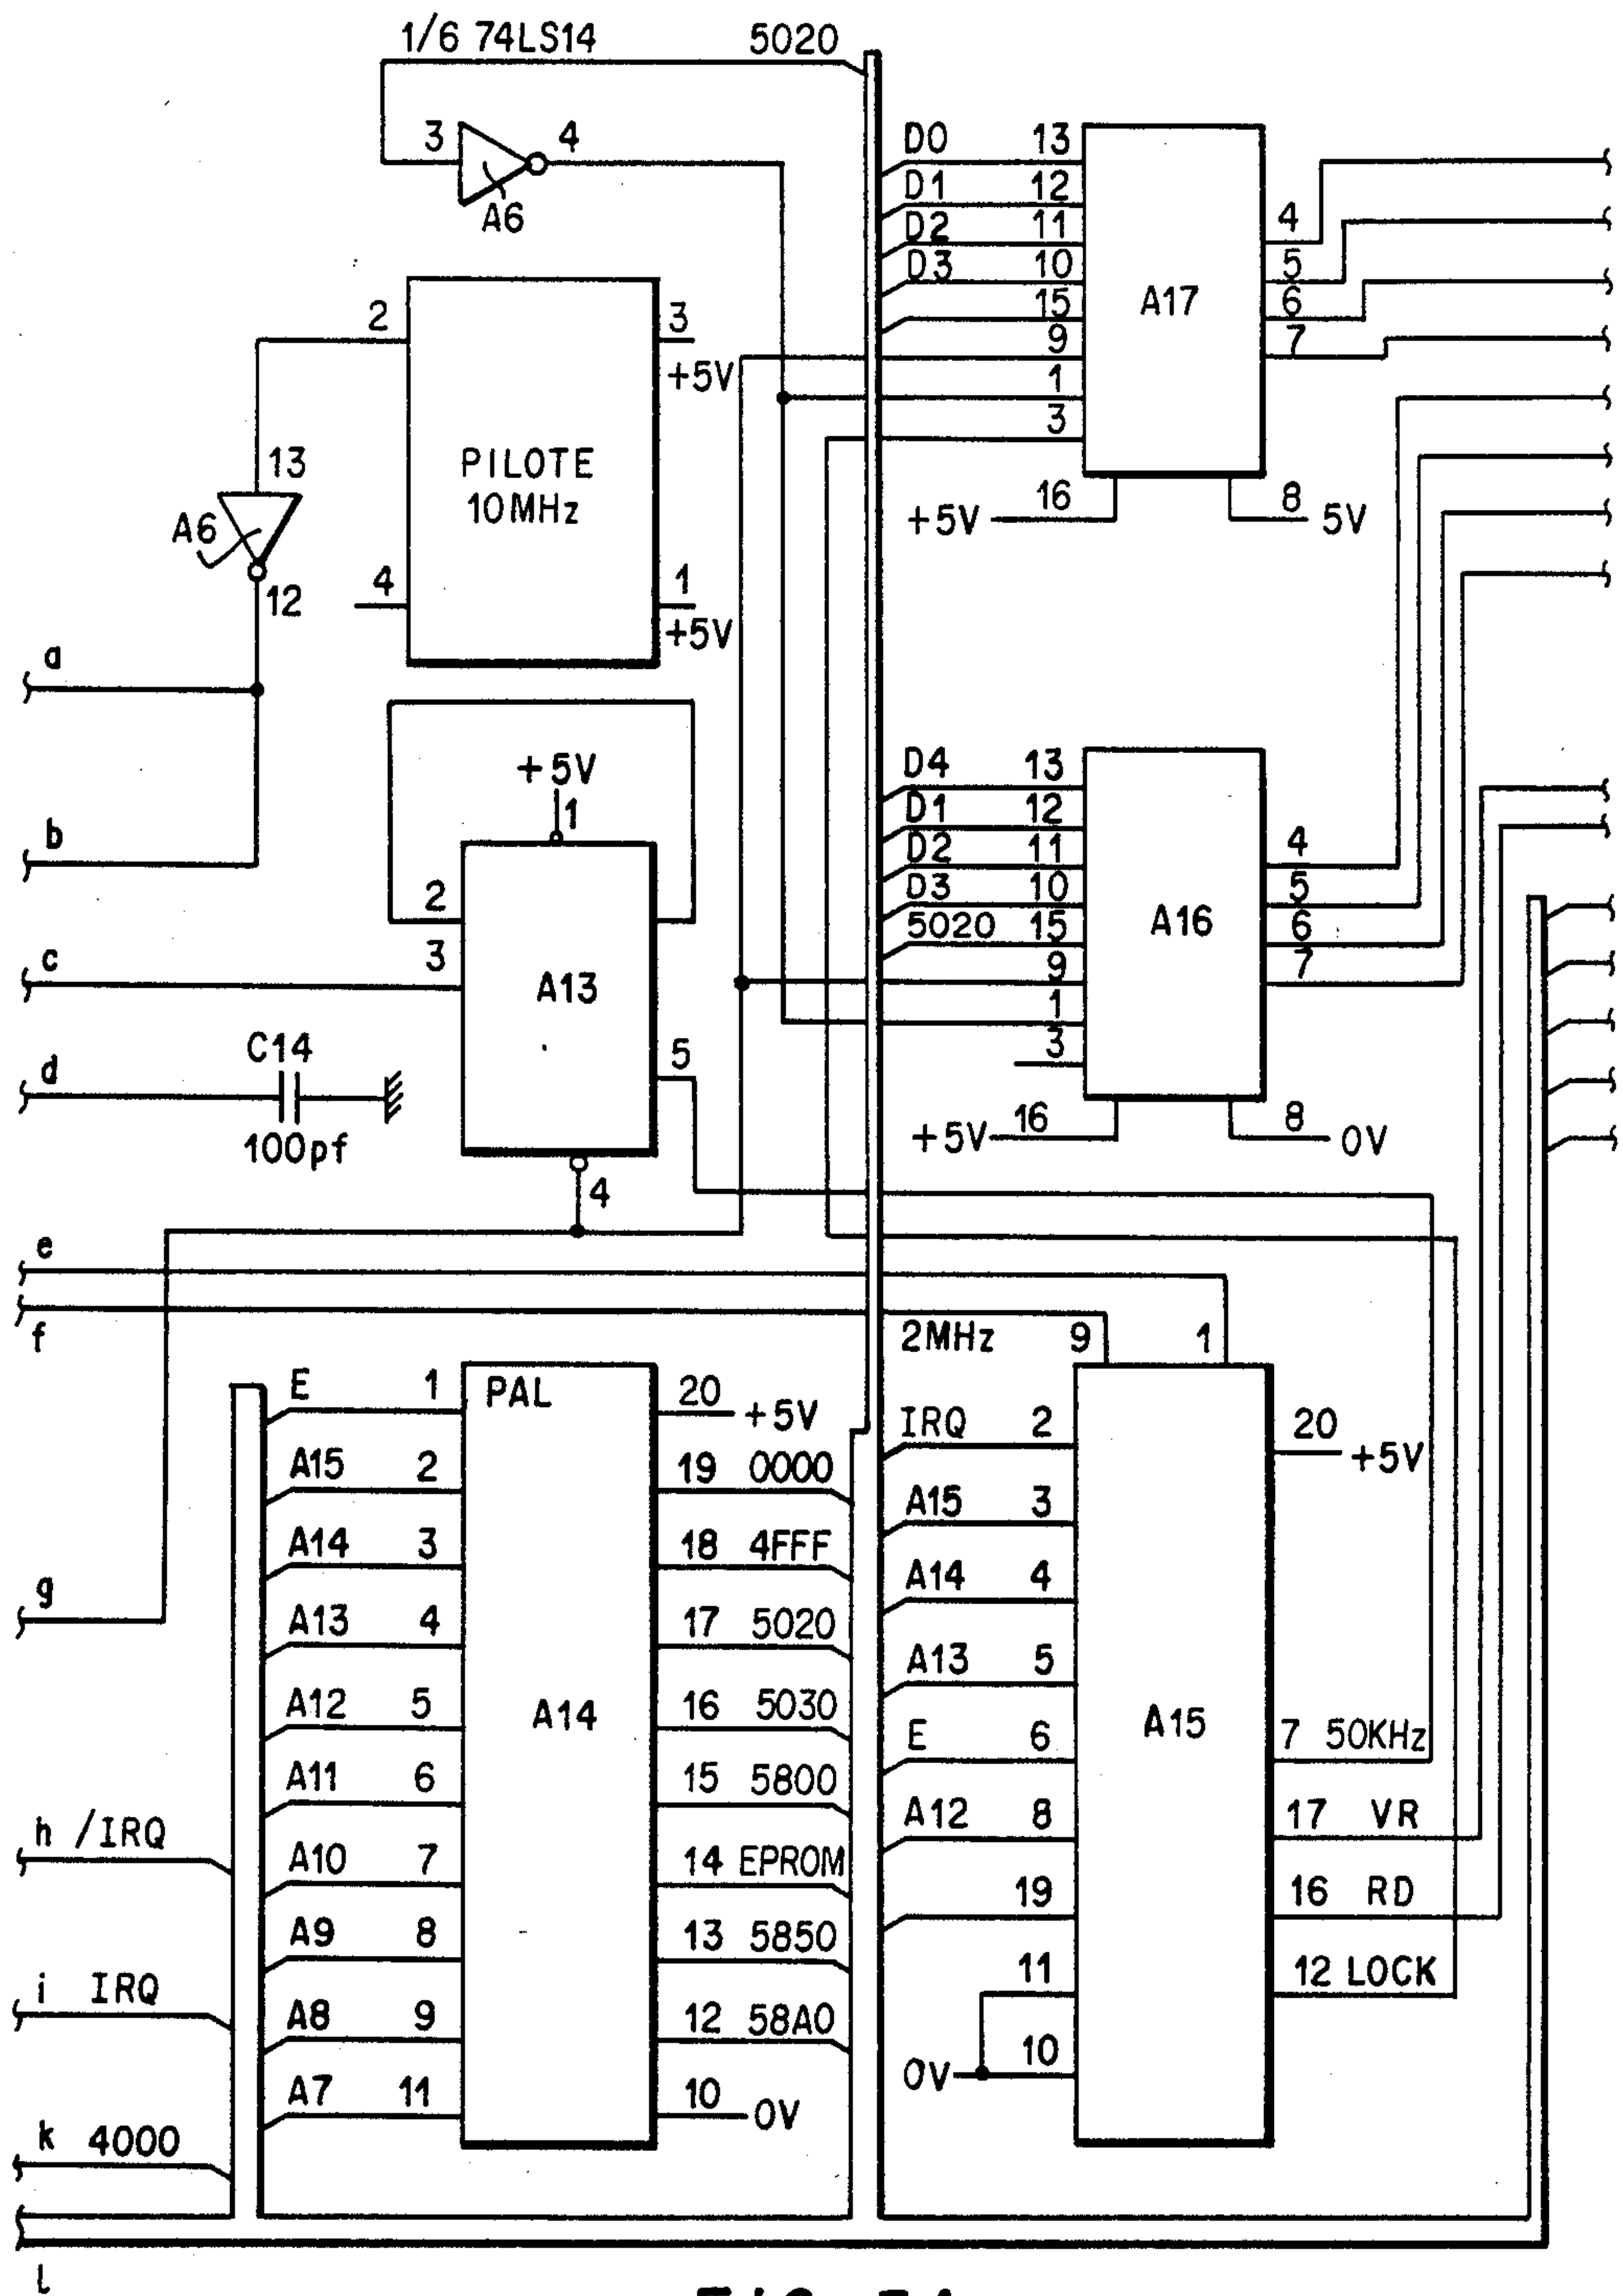 1/6 74LS14 5020
3 4
A6
2 3
+5V
PILOTE
10MHz
13
A6
12
4 1
+5V
a
b
+5V
1
2
3
A13
5
4
c
d
C14
100pf
e
f
g
D0 13
D1 12
D2 11
D3 10
15
9
1
3
A17
4
5
6
7
+5V 16
8 5V
D4 13
D1 12
D2 11
D3 10
5020 15
9
1
3
A16
4
5
6
7
+5V 16
8 0V
h /IRQ
i IRQ
k 4000
l
E 1
A15 2
A14 3
A13 4
A12 5
A11 6
A10 7
A9 8
A8 9
A7 11
PAL
A14
20 +5V
19 0000
18 4FFF
17 5020
16 5030
15 5800
14 EPROM
13 5850
12 58A0
10 0V
2MHz 9 1
IRQ 2
A15 3
A14 4
A13 5
E 6
A12 8
19
11
0V 10
A15
20 +5V
7 50KHz
17 VR
16 RD
12 LOCK